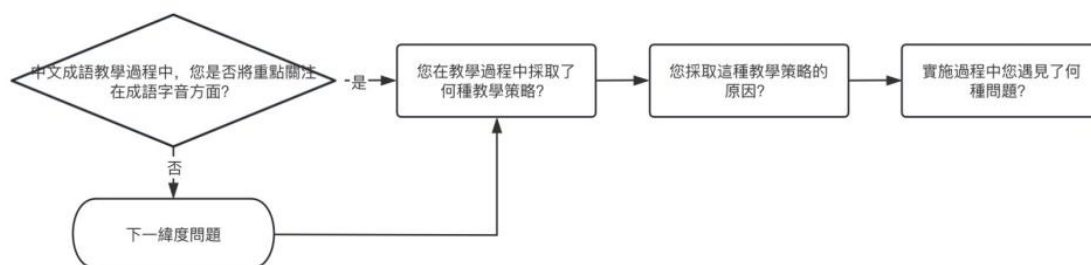 中文成語教學過程中，您是否將重點關注
在成語字音方面？
是
您在教學過程中採取了
何種教學策略？
您採取這種教學策略的
原因？
實施過程中您遇見了何
種問題？
否
下一緯度問題